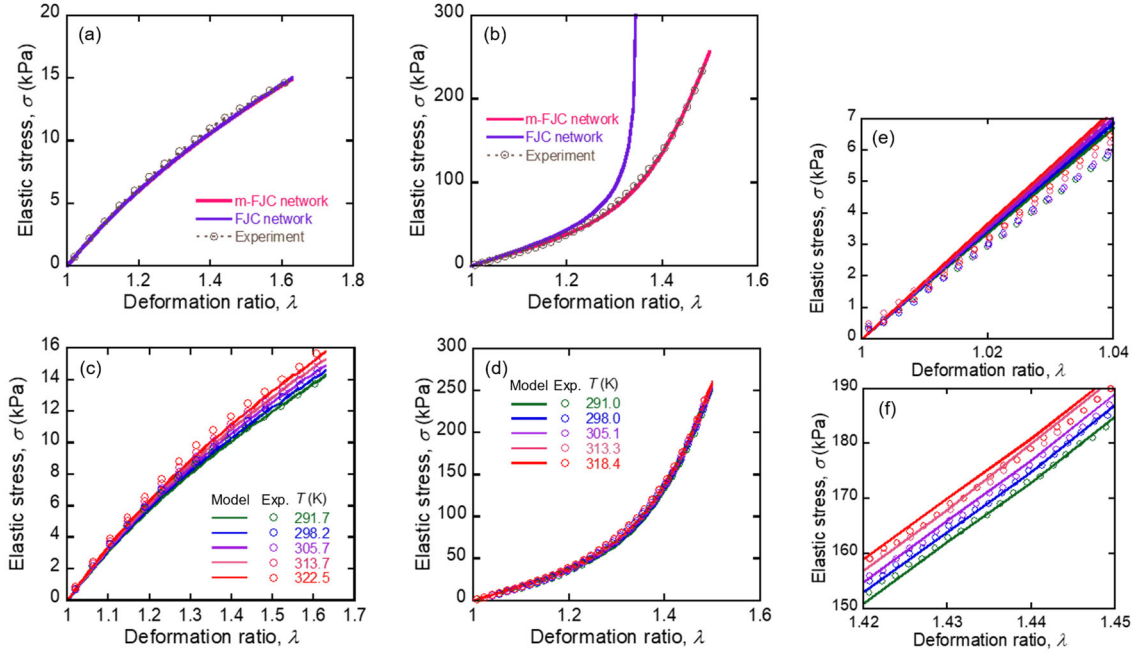 (a)
Elastic stress, σ (kPa)
20
15
10
5
0
m-FJC network
FJC network
Experiment
1
1.2
1.4
1.6
1.8
Deformation ratio, λ
(b)
Elastic stress, σ (kPa)
300
200
100
0
m-FJC network
FJC network
Experiment
1
1.2
1.4
1.6
Deformation ratio, λ
(e)
Elastic stress, σ (kPa)
7
6
5
4
3
2
1
0
1
1.02
1.04
Deformation ratio, λ
(c)
Elastic stress, σ (kPa)
16
14
12
10
8
6
4
2
0
Model Exp. T (K)
291.7
298.2
305.7
313.7
322.5
1
1.1
1.2
1.3
1.4
1.5
1.6
1.7
Deformation ratio, λ
(d)
Elastic stress, σ (kPa)
300
250
200
150
100
50
0
Model Exp. T (K)
291.0
298.0
305.1
313.3
318.4
1
1.2
1.4
1.6
Deformation ratio, λ
(f)
Elastic stress, σ (kPa)
190
180
170
160
150
1.42
1.43
1.44
1.45
Deformation ratio, λ